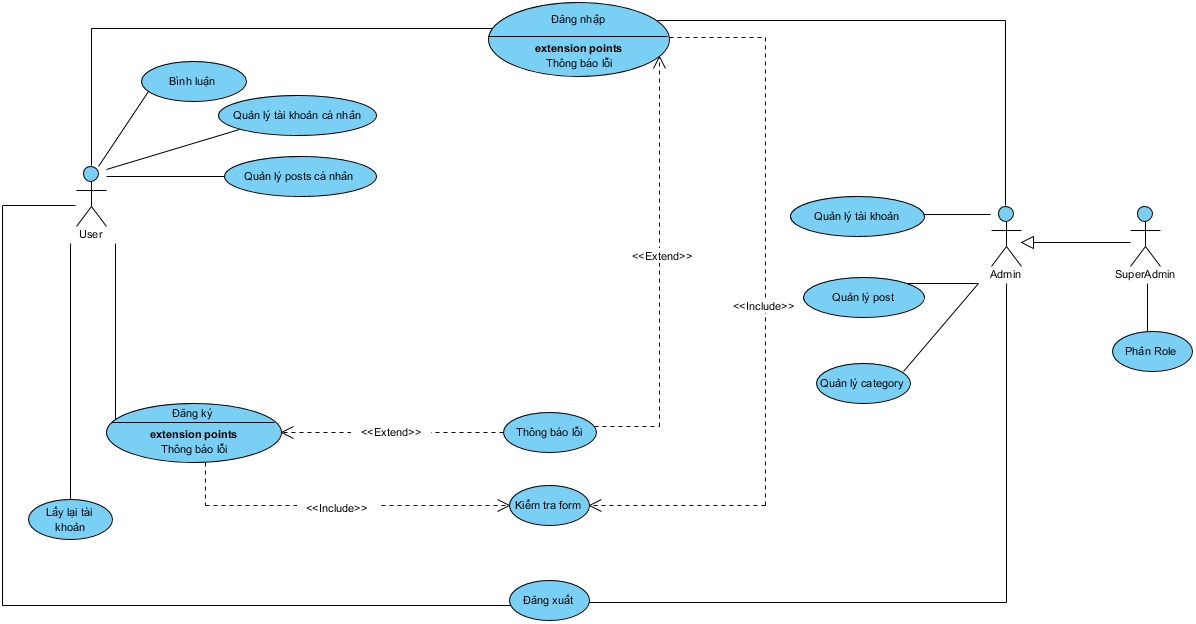 Đăng nhập
extension points
Thông báo lỗi
Bình luận
Quản lý tài khoản cá nhân
Quản lý posts cá nhân
User
Quản lý tài khoản
Admin
SuperAdmin
<<Extend>>
<<Include>>
Quản lý post
Phân Role
Quản lý category
Đăng ký
extension points
Thông báo lỗi
<<Extend>>
Thông báo lỗi
Lấy lại tài
khoản
<<Include>>
Kiểm tra form
Đăng xuất